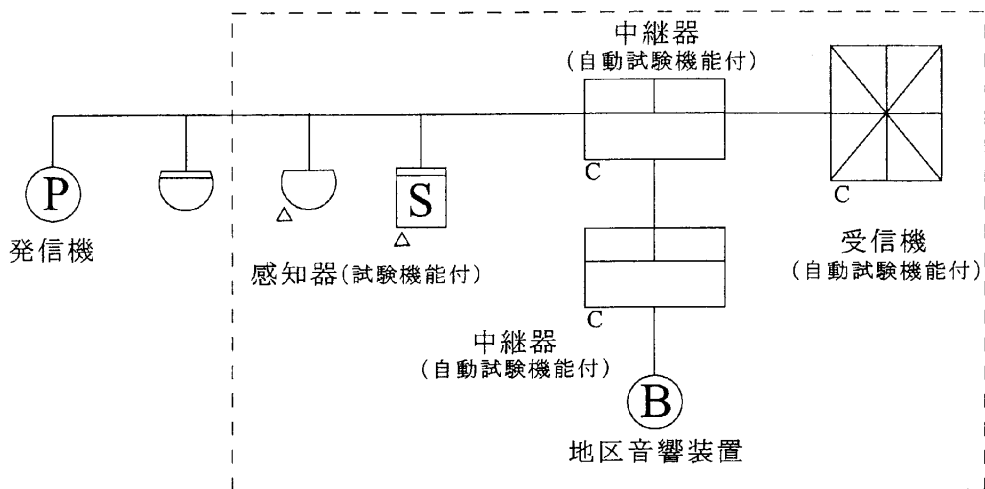 中継器
(自動試験機能付)
C
C
P
S
△
△
発信機
感知器(試験機能付)
受信機
(自動試験機能付)
C
中継器
(自動試験機能付)
B
地区音響装置